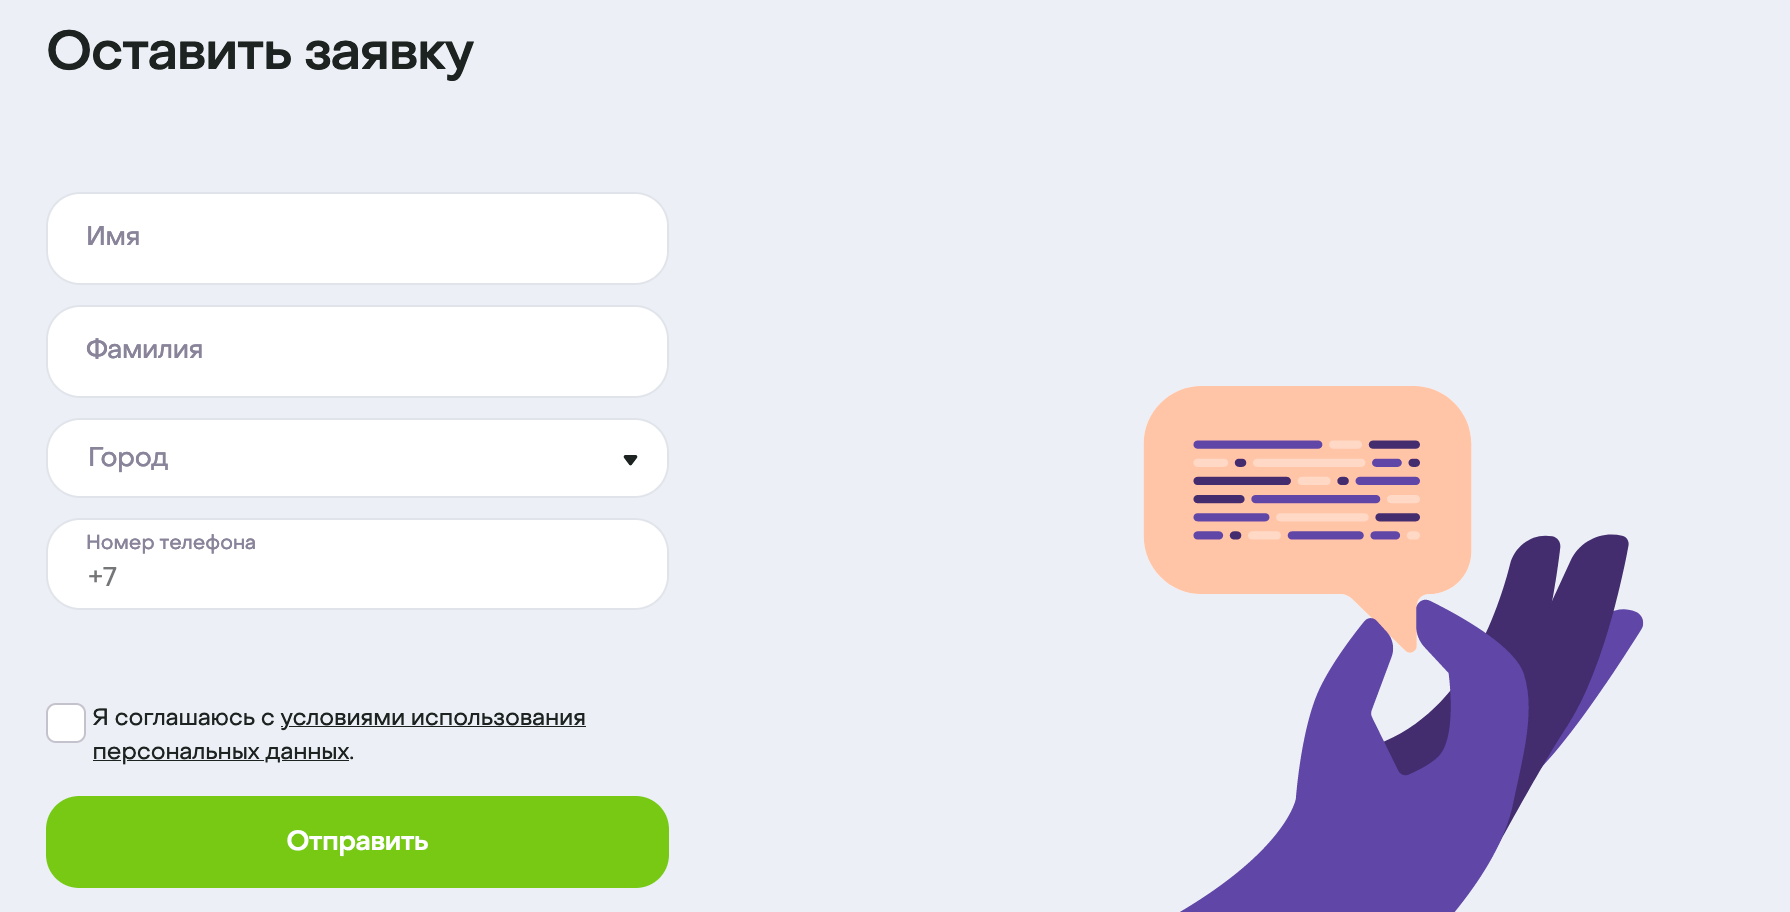 Оставить заявку
Имя
Фамилия
Город
Номер телефона
+7
Я соглашаюсь с условиями использования
персональных данных.
Отправить